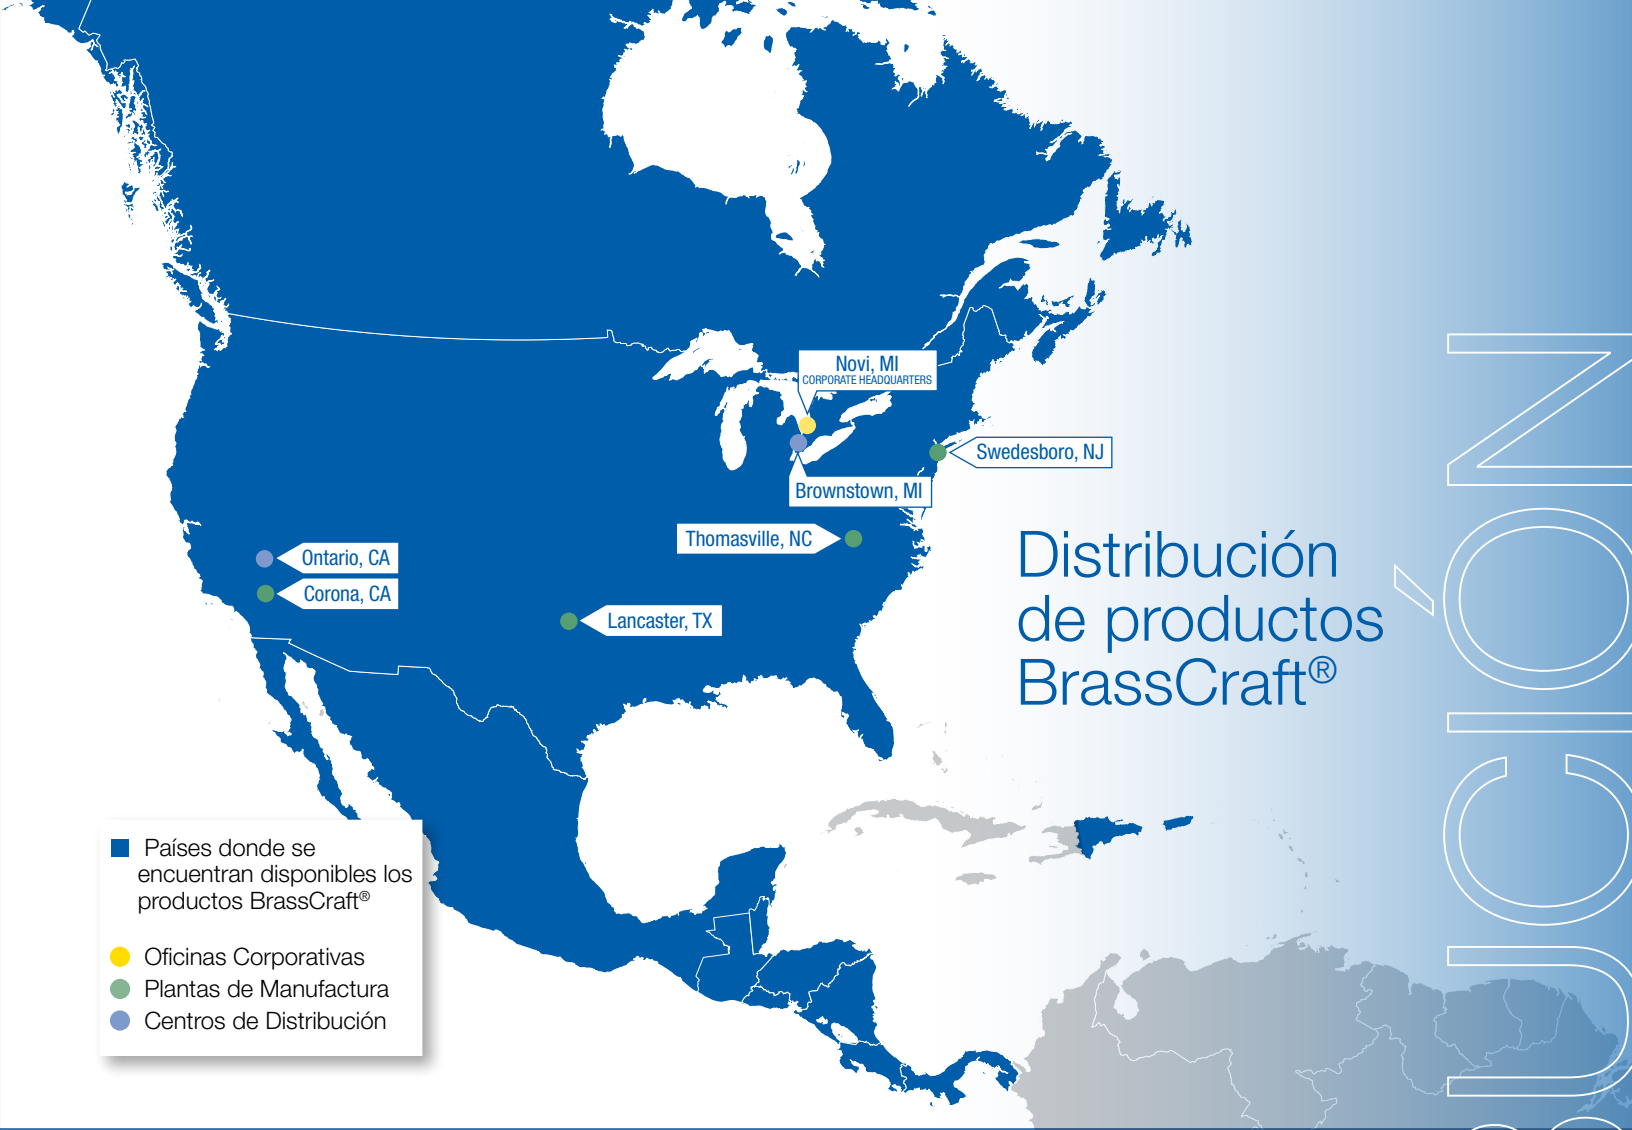 Novi, MI
CORPORATE HEADQUARTERS
Swedesboro, NJ
Brownstown, MI
Thomasville, NC
Ontario, CA
Corona, CA
Lancaster, TX
Distribución
de productos
BrassCraft®
Países donde se
encuentran disponibles los
productos BrassCraft®
Oficinas Corporativas
Plantas de Manufactura
Centros de Distribución
UCIÓN